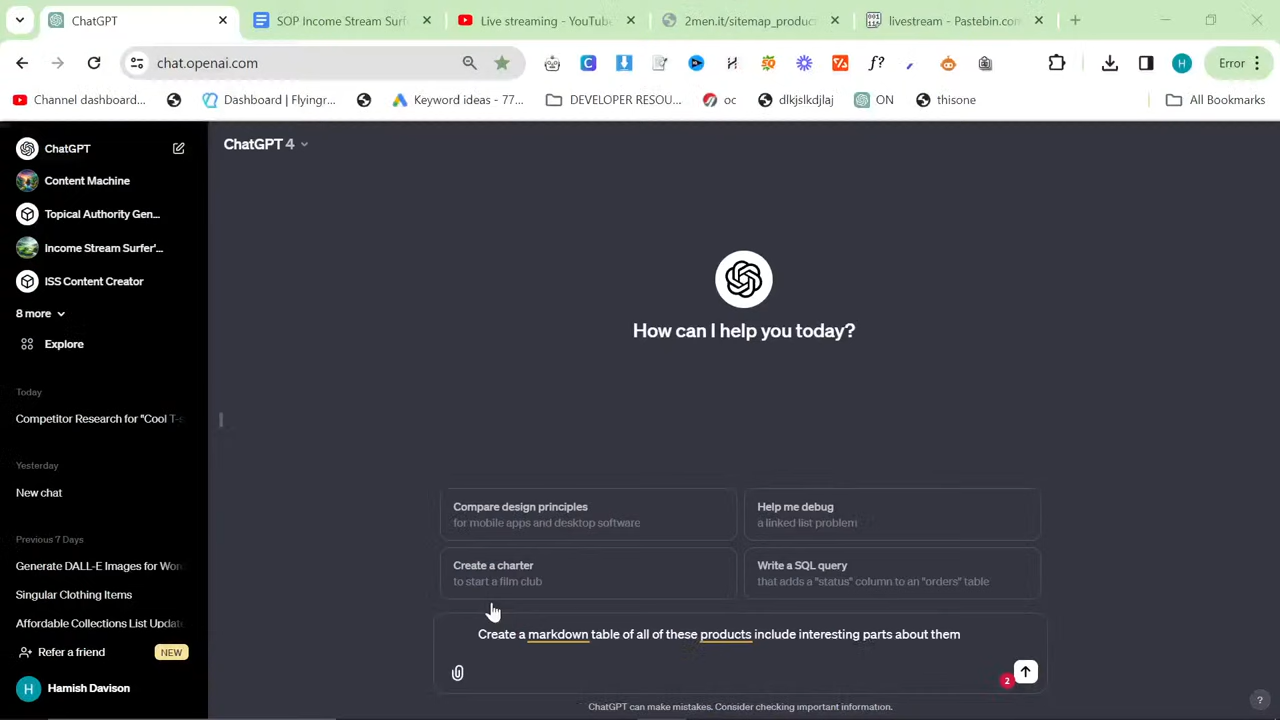 ChatGPT
SOP Income Stream Surf
Live streaming - YouTub
2men.it/sitemap_produc
livestream - Pastebin.co
chat.openai.com
Error
Channel dashboard...
Dashboard | Flyingr...
Keyword ideas - 77...
DEVELOPER RESOU...
oc
dlkjslkdjlaj
ON
thisone
All Bookmarks
ChatGPT
Content Machine
Topical Authority Gen...
Income Stream Surfer'...
ISS Content Creator
8 more
Explore
Today
Competitor Research for "Cool T-s
Yesterday
New chat
Previous 7 Days
Generate DALL-E Images for Wor
Singular Clothing Items
Affordable Collections List Updat
Refer a friend
NEW
H
Hamish Davison
ChatGPT 4
How can I help you today?
Compare design principles
for mobile apps and desktop software
Help me debug
a linked list problem
Create a charter
to start a film club
Write a SQL query
that adds a "status" column to an "orders" table
Create a markdown table of all of these products include interesting parts about them
2
ChatGPT can make mistakes. Consider checking important information.
?